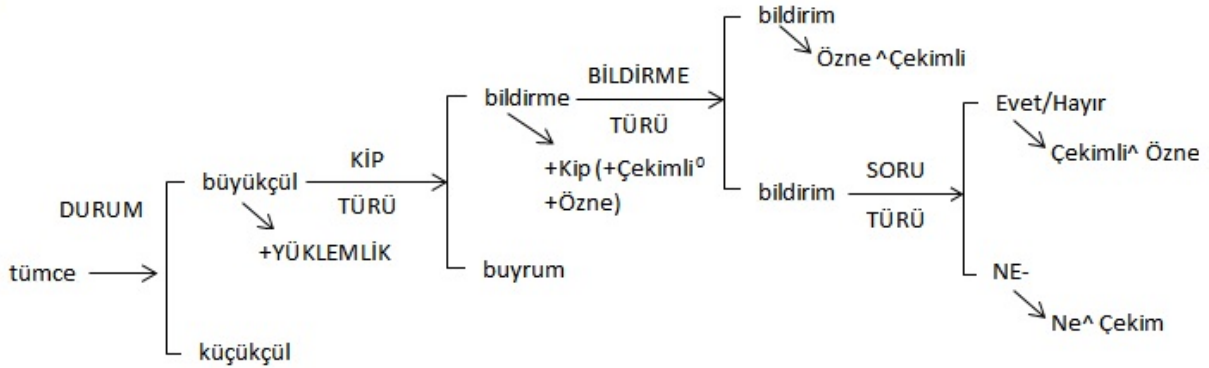 bildirim
Özne ^Çekimli
bildirme
BİLDİRME
TÜRÜ
Evet/Hayır
Çekimli^ Özne
+Kip (+Çekimli⁰
+Özne)
büyükçül
KİP
TÜRÜ
bildirim
SORU
TÜRÜ
DURUM
+YÜKLEMLİK
tümce
buyrum
NE-
Ne^ Çekim
küçükçül